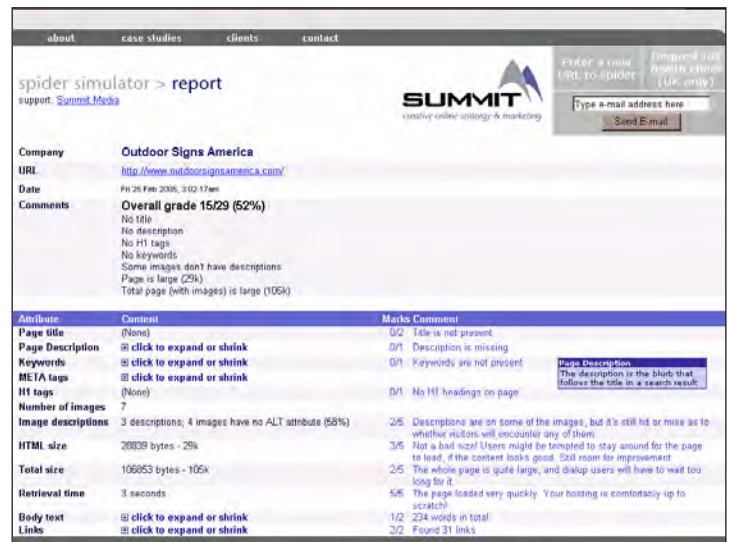 about case studies clients contact
Enter a new
URL to spider
Request
(UK only)
spider simulator > report
support: Summit Media
SUMMIT
creative online strategy & marketing
Type e-mail address here
Send E-mail
Company Outdoor Signs America
URL http://www.outdoorsignsamerica.com/
Date Fri 25 Feb 2005, 3:02:17am
Comments Overall grade 15/29 (52%)
No title
No description
No H1 tags
No keywords
Some images don't have descriptions
Page is large (29k)
Total page (with images) is large (105k)
Attribute Content Marks Comment
Page title (None) 0/2 Title is not present
Page Description click to expand or shrink 0/1 Description is missing
Keywords click to expand or shrink 0/1 Keywords are not present
Page Description
The description is the blurb that
follows the title in a search result
META tags click to expand or shrink
H1 tags (None) 0/1 No H1 headings on page
Number of images 7
Image descriptions 3 descriptions; 4 images have no ALT attribute (58%) 2/5 Descriptions are on some of the images, but it's still hit or miss as to
whether visitors will encounter any of them
HTML size 28839 bytes - 29k 3/5 Not a bad size! Users might be tempted to stay around for the page
to load, if the content looks good. Still room for improvement
Total size 106853 bytes - 105k 2/5 The whole page is quite large, and dialup users will have to wait too
long for it
Retrieval time 3 seconds 5/5 The page loaded very quickly. Your hosting is comfortably up to
scratch!
Body text click to expand or shrink 1/2 234 words in total
Links click to expand or shrink 2/2 Found 31 links